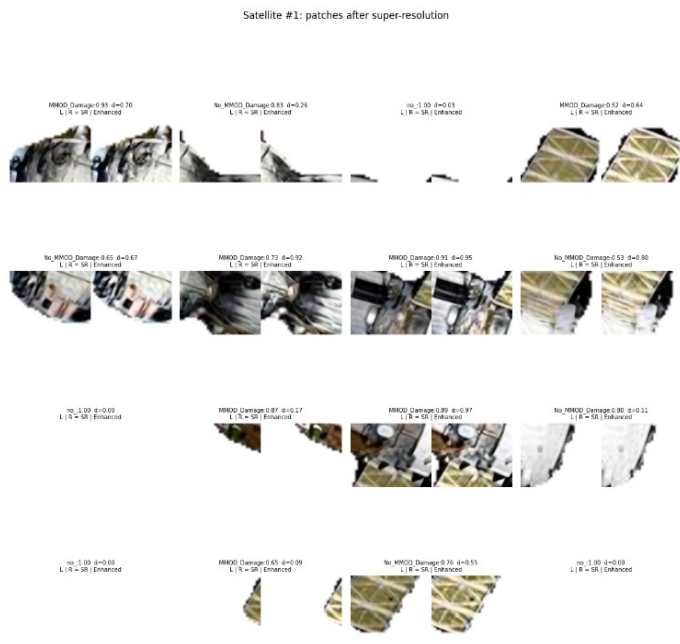 Satellite #1: patches after super-resolution
MMOD_Damage:0.93 d=0.70
L | R = SR | Enhanced
No_MMOD_Damage:0.83 d=0.26
L | R = SR | Enhanced
no_:1.00 d=0.03
L | R = SR | Enhanced
MMOD_Damage:0.52 d=0.64
L | R = SR | Enhanced
No_MMOD_Damage:0.65 d=0.67
L | R = SR | Enhanced
MMOD_Damage:0.73 d=0.92
L | R = SR | Enhanced
MMOD_Damage:0.91 d=0.95
L | R = SR | Enhanced
No_MMOD_Damage:0.53 d=0.80
L | R = SR | Enhanced
no_:1.00 d=0.00
L | R = SR | Enhanced
MMOD_Damage:0.87 d=0.17
L | R = SR | Enhanced
MMOD_Damage:0.89 d=0.97
L | R = SR | Enhanced
No_MMOD_Damage:0.80 d=0.51
L | R = SR | Enhanced
no_:1.00 d=0.00
L | R = SR | Enhanced
MMOD_Damage:0.65 d=0.09
L | R = SR | Enhanced
No_MMOD_Damage:0.76 d=0.55
L | R = SR | Enhanced
no_:1.00 d=0.00
L | R = SR | Enhanced